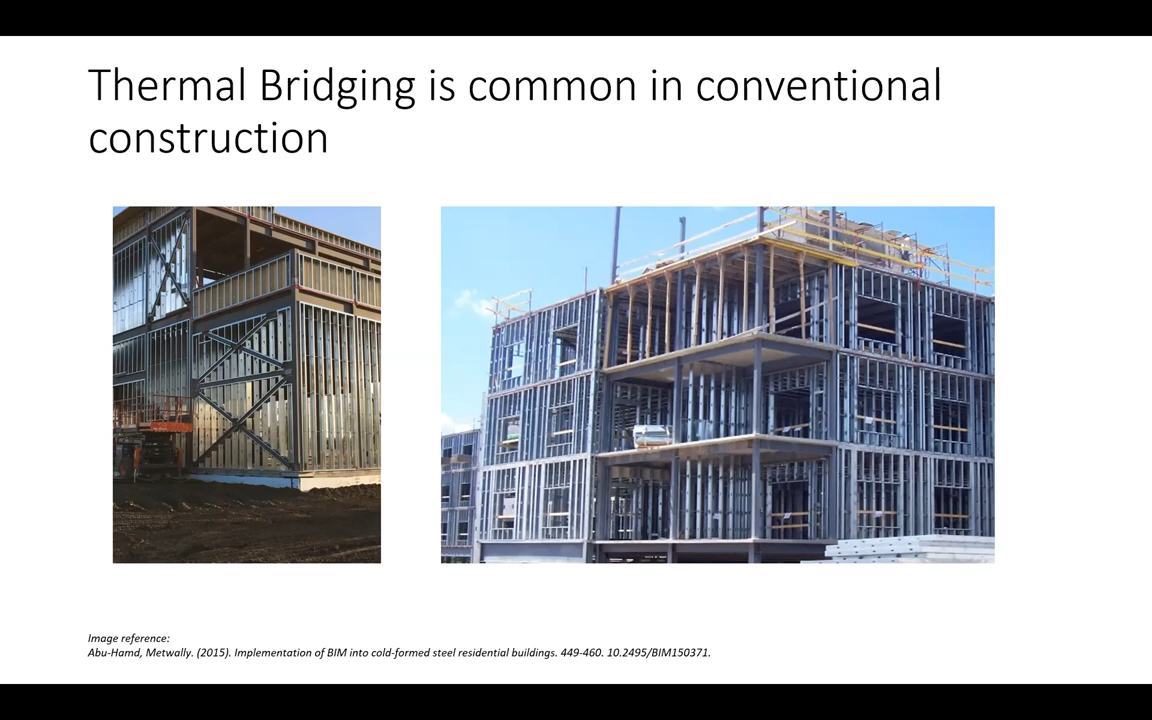 Thermal Bridging is common in conventional
construction
Image reference:
Abu-Hamd, Metwally. (2015). Implementation of BIM into cold-formed steel residential buildings. 449-460. 10.2495/BIM150371.